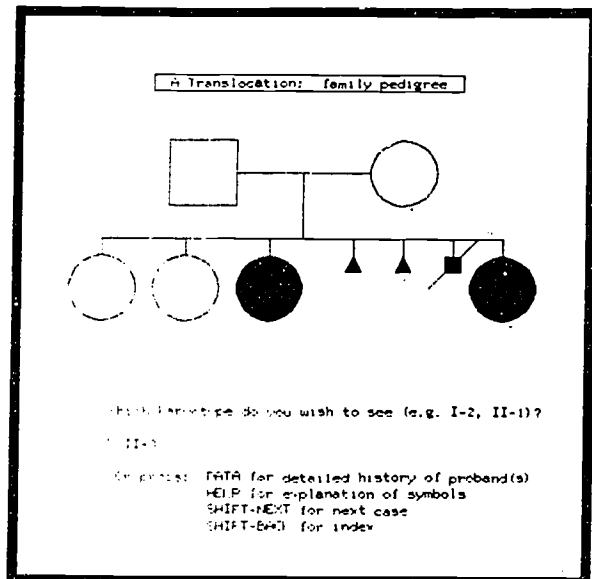 A Translocation: family pedigree
Which karyotype do you wish to see (e.g. I-2, II-1)?
II-
Or press: DATA for detailed history of proband(s)
HELP for explanation of symbols
SHIFT-NEXT for next case
SHIFT-BACK for index